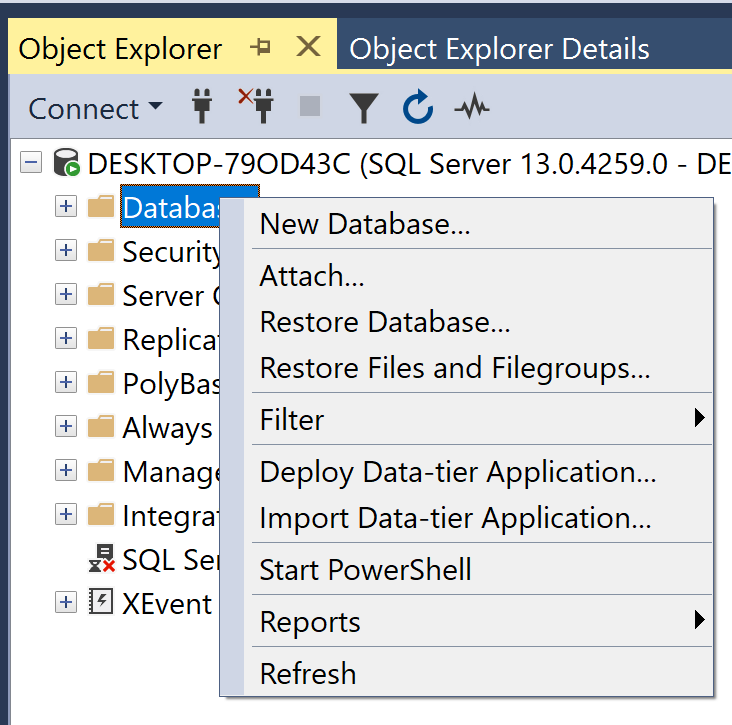 Object Explorer
Object Explorer Details
Connect
DESKTOP-79OD43C (SQL Server 13.0.4259.0 - DE
Databas
Security
Server
Replica
PolyBas
Always
Manage
Integra
SQL Ser
XEvent
New Database...
Attach...
Restore Database...
Restore Files and Filegroups...
Filter
Deploy Data-tier Application...
Import Data-tier Application...
Start PowerShell
Reports
Refresh